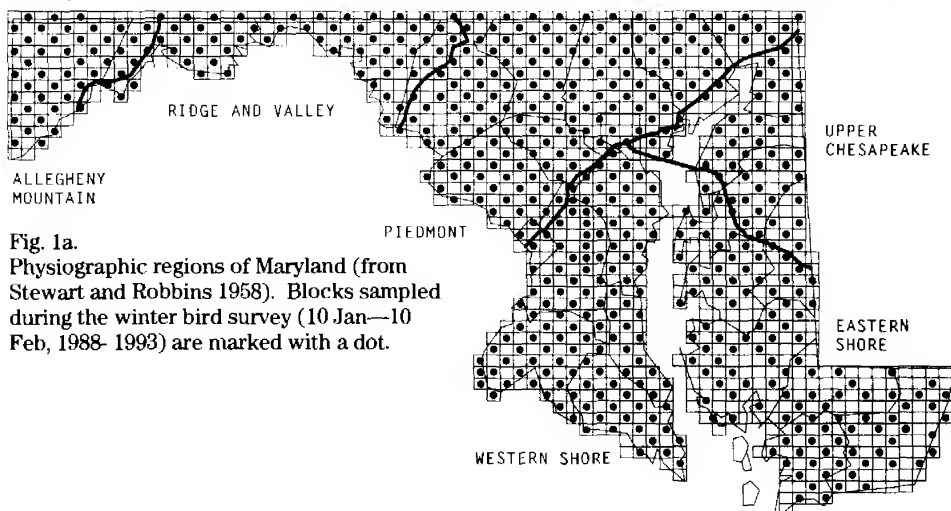 RIDGE AND VALLEY
UPPER
CHESAPEAKE
ALLEGHENY
MOUNTAIN
PIEDMONT
Fig. 1a.
Physiographic regions of Maryland (from
Stewart and Robbins 1958). Blocks sampled
during the winter bird survey (10 Jan—10
Feb, 1988- 1993) are marked with a dot.
EASTERN
SHORE
WESTERN SHORE